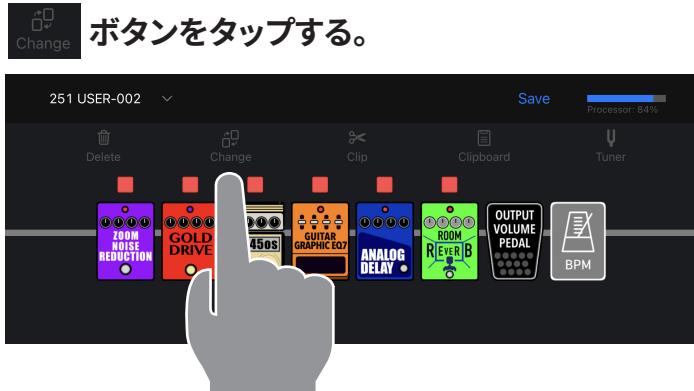 Change ボタンをタップする。
251 USER-002 Save
Processor: 84%
Delete Change Clip Clipboard Tuner
ZOOM NOISE REDUCTION
GOLD DRIVE
45os
GUITAR GRAPHIC EQ7
ANALOG DELAY
ROOM REVERB
OUTPUT VOLUME PEDAL
BPM